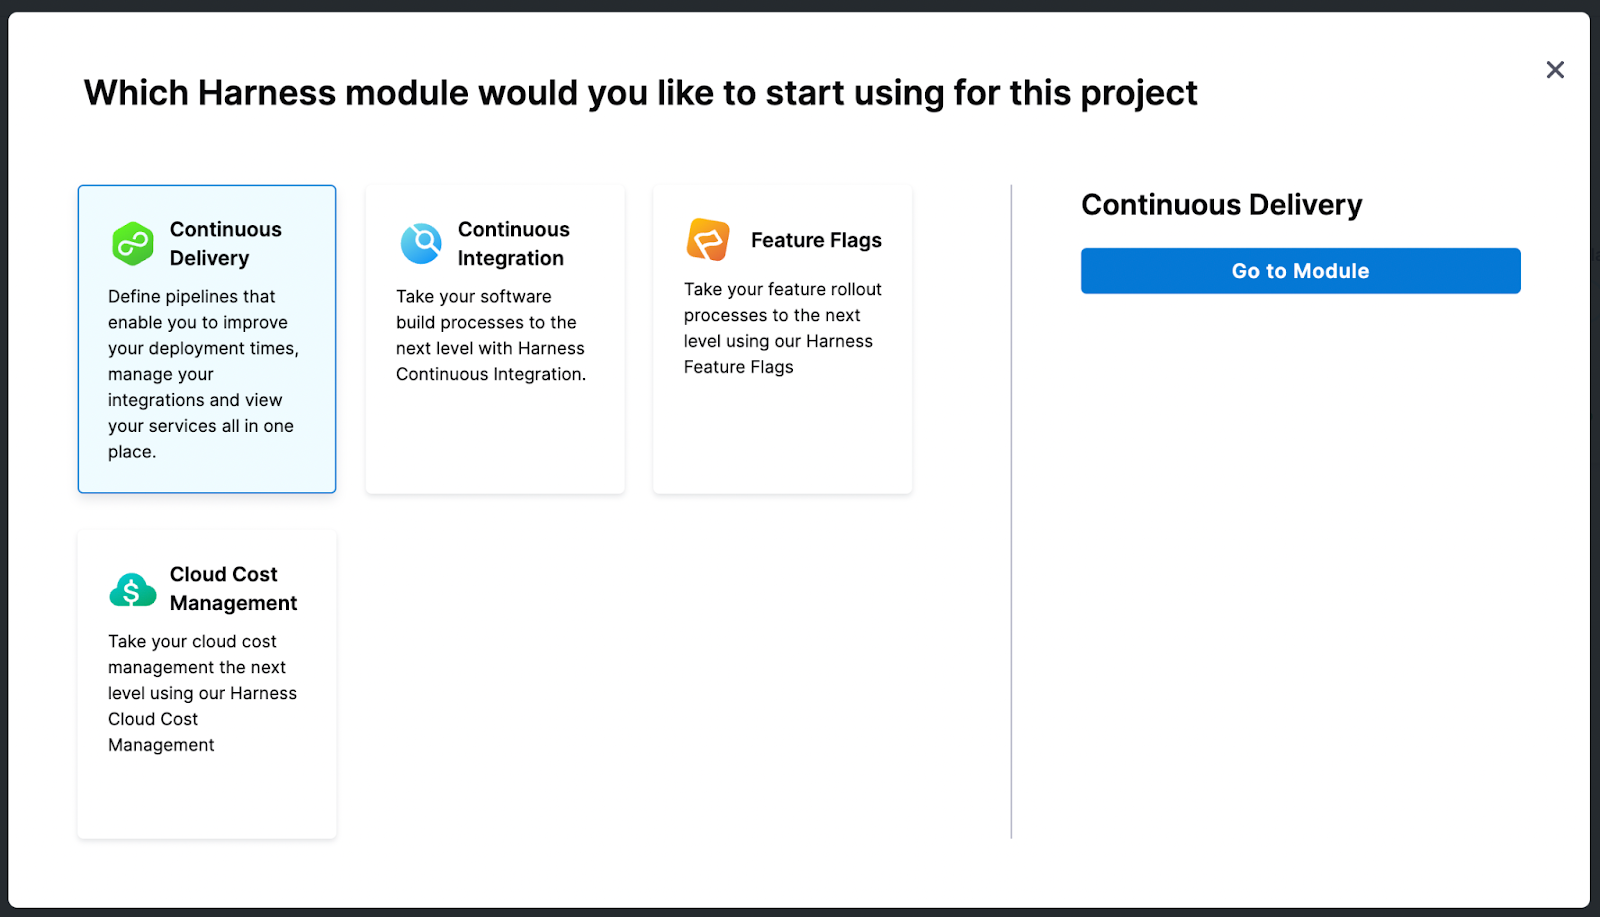 Which Harness module would you like to start using for this project
Continuous
Delivery
Define pipelines that
enable you to improve
your deployment times,
manage your
integrations and view
your services all in one
place.
Continuous
Integration
Take your software
build processes to the
next level with Harness
Continuous Integration.
Feature Flags
Take your feature rollout
processes to the next
level using our Harness
Feature Flags
Cloud Cost
Management
Take your cloud cost
management the next
level using our Harness
Cloud Cost
Management
Continuous Delivery
Go to Module